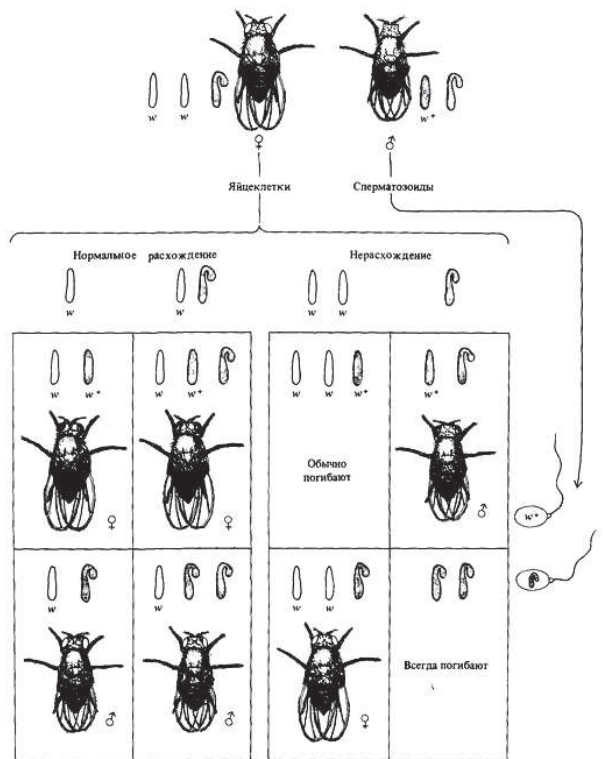 w w w⁺
♀ ♂
Яйцеклетки Сперматозоиды
Нормальное расхождение Нерасхождение
w w w w
w w⁺ w w⁺ w w w⁺ w⁺
Обычно
погибают
♀ ♀ ♂ w⁺
w w w w
Всегда погибают
♂ ♂ ♀